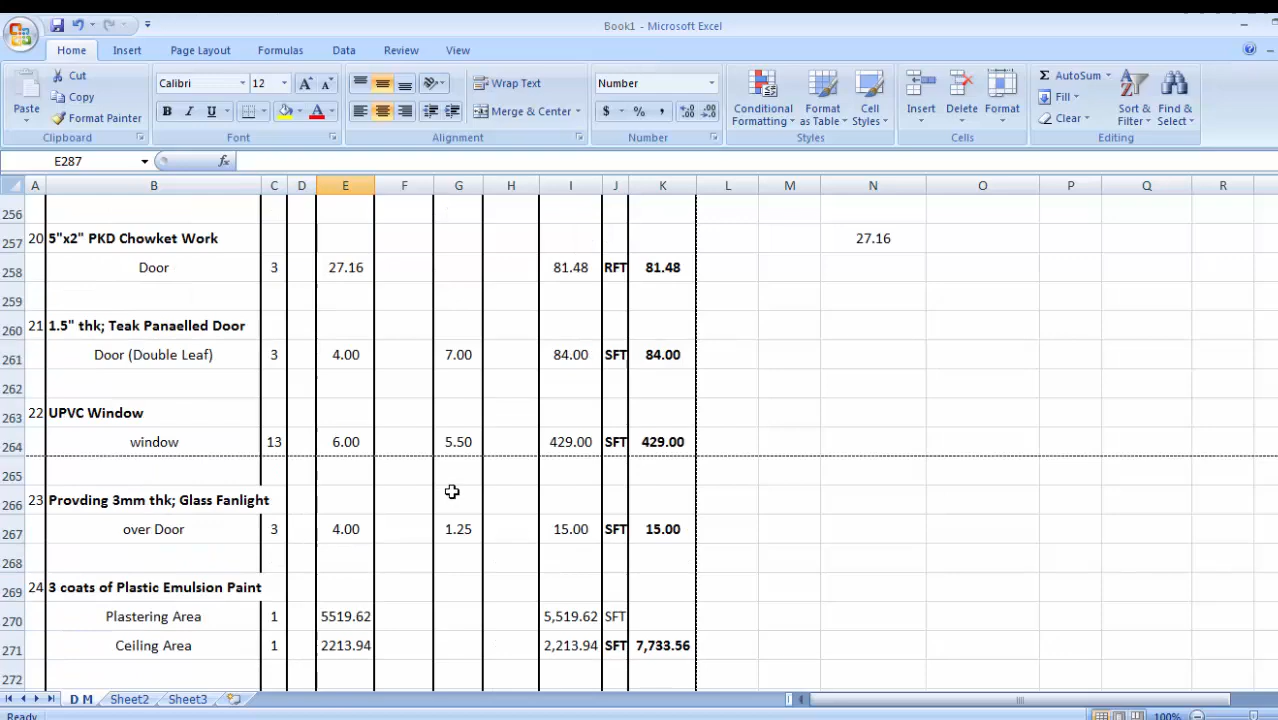 Book1 - Microsoft Excel
Home Insert Page Layout Formulas Data Review View
Paste Cut Copy Format Painter Clipboard
Calibri 12 A A B I U A Font
Wrap Text Merge & Center Alignment
Number $ % , Number
Conditional Formatting Format as Table Cell Styles Styles
Insert Delete Format Cells
Σ AutoSum Fill Clear Sort & Filter Find & Select Editing
E287 fx
A B C D E F G H I J K L M N O P Q R
256
257 20 5"x2" PKD Chowket Work 27.16
258 Door 3 27.16 81.48 RFT 81.48
259
260 21 1.5" thk; Teak Panaelled Door
261 Door (Double Leaf) 3 4.00 7.00 84.00 SFT 84.00
262
263 22 UPVC Window
264 window 13 6.00 5.50 429.00 SFT 429.00
265
266 23 Provding 3mm thk; Glass Fanlight
267 over Door 3 4.00 1.25 15.00 SFT 15.00
268
269 24 3 coats of Plastic Emulsion Paint
270 Plastering Area 1 5519.62 5,519.62 SFT
271 Ceiling Area 1 2213.94 2,213.94 SFT 7,733.56
272
D M Sheet2 Sheet3
Ready 100%